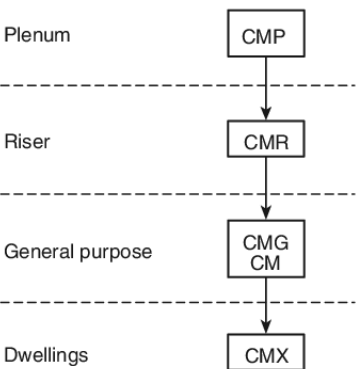 Plenum
CMP
Riser
CMR
General purpose
CMG
CM
Dwellings
CMX